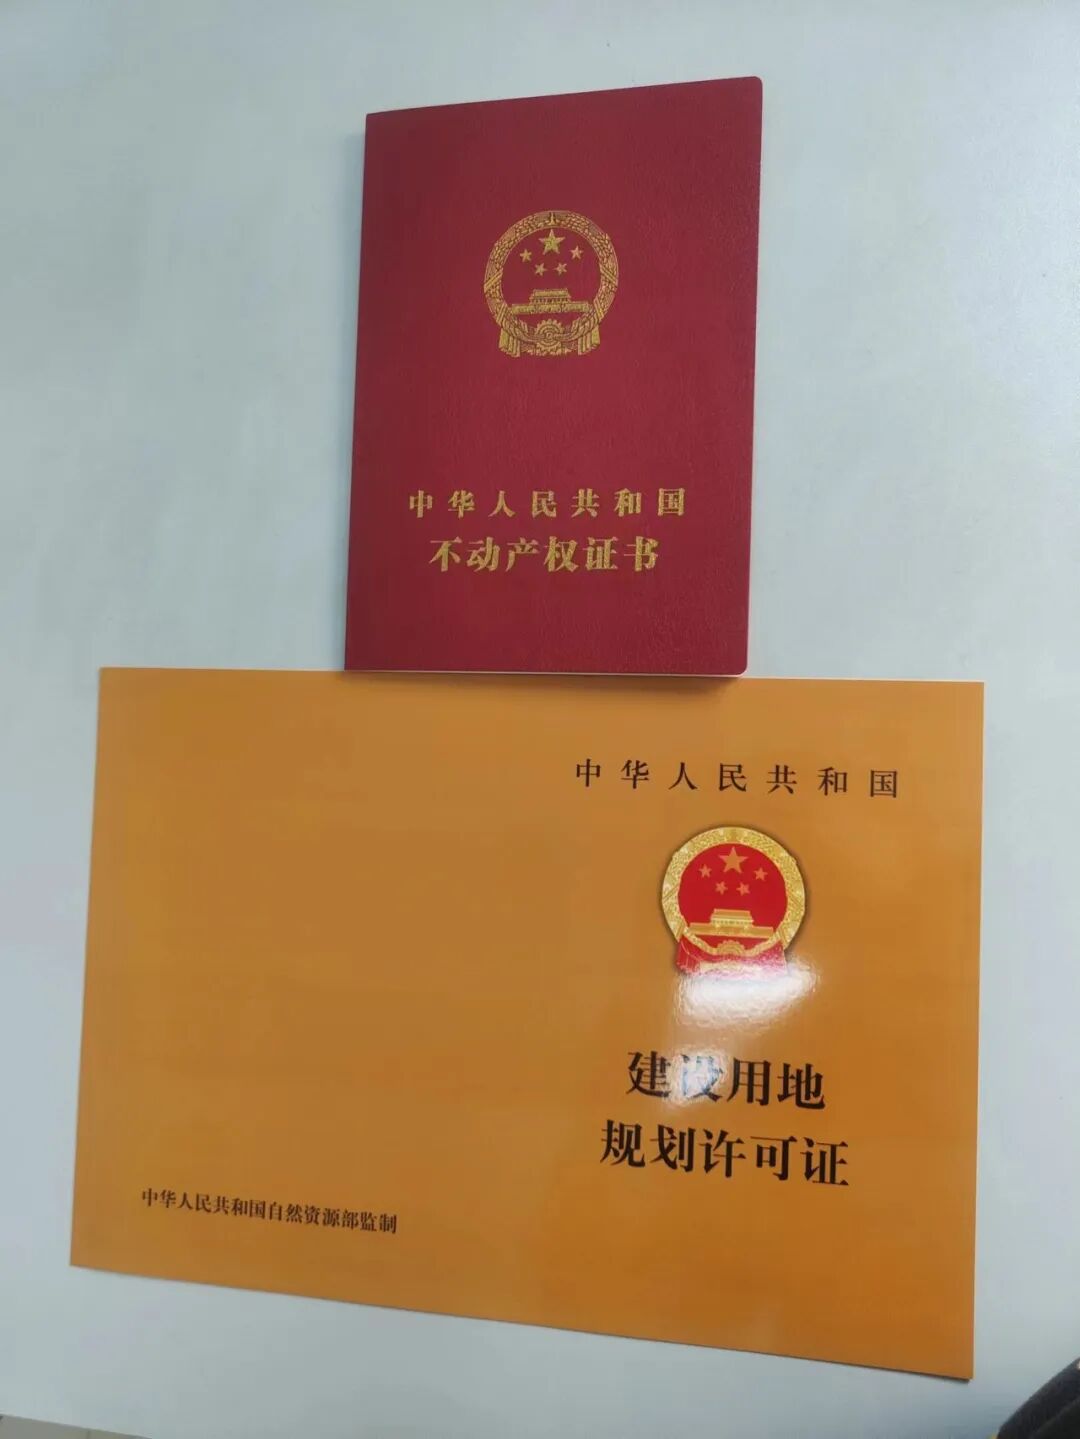 中华人民共和国
不动产权证书
中华人民共和国
建设用地
规划许可证
中华人民共和国自然资源部监制